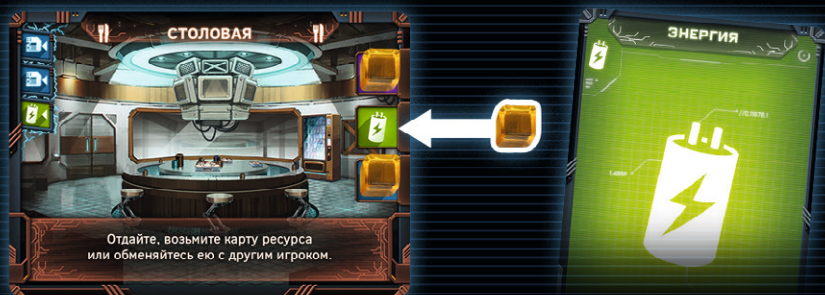 СТОЛОВАЯ
ЭНЕРГИЯ
Отдайте, возьмите карту ресурса
или обменяйтесь ею с другим игроком.